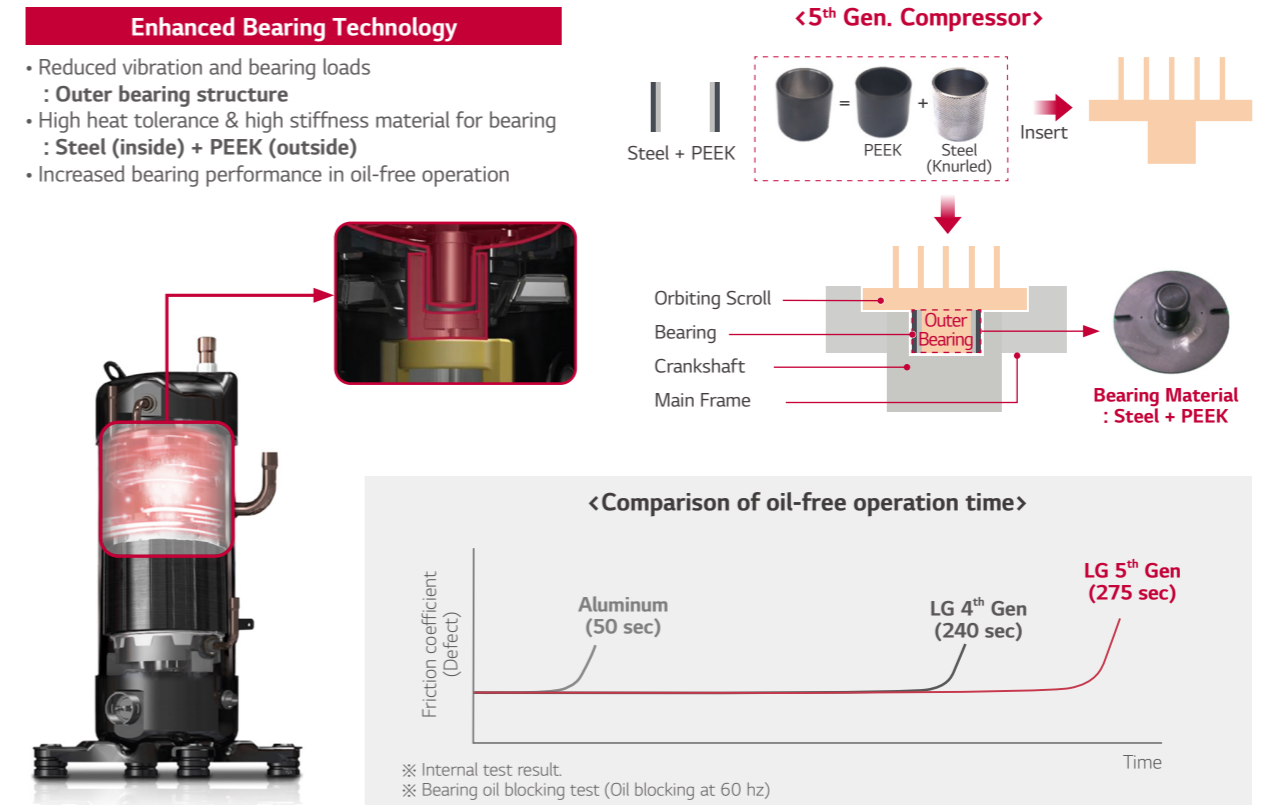 Enhanced Bearing Technology
• Reduced vibration and bearing loads
: Outer bearing structure
• High heat tolerance & high stiffness material for bearing
: Steel (inside) + PEEK (outside)
• Increased bearing performance in oil-free operation
<5th Gen. Compressor>
Steel + PEEK
=
+
PEEK
Steel
(Knurled)
Insert
Orbiting Scroll
Bearing
Crankshaft
Main Frame
Outer
Bearing
Bearing Material
: Steel + PEEK
<Comparison of oil-free operation time>
Friction coefficient
(Defect)
Aluminum
(50 sec)
LG 4th Gen
(240 sec)
LG 5th Gen
(275 sec)
Time
※ Internal test result.
※ Bearing oil blocking test (Oil blocking at 60 hz)